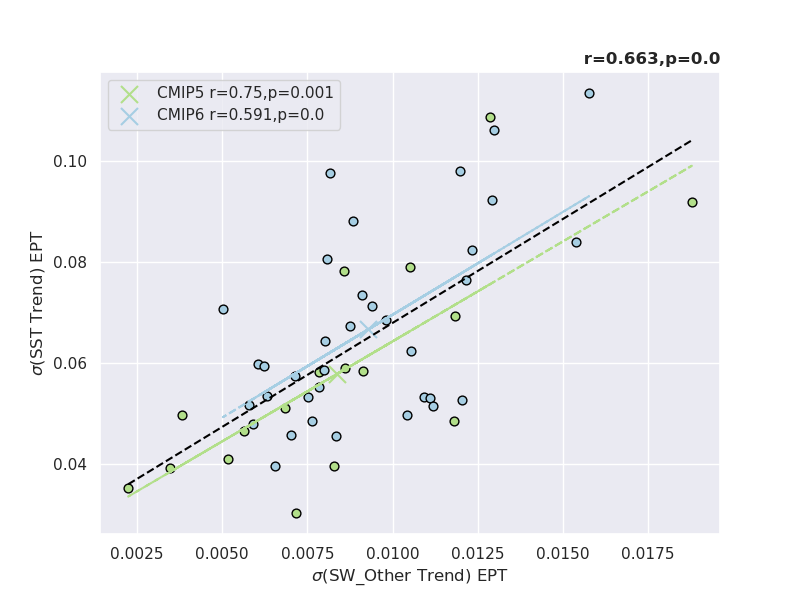 r=0.663,p=0.0
CMIP5 r=0.75,p=0.001
CMIP6 r=0.591,p=0.0
0.10
0.08
0.06
0.04
σ(SST Trend) EPT
0.0025 0.0050 0.0075 0.0100 0.0125 0.0150 0.0175
σ(SW_Other Trend) EPT